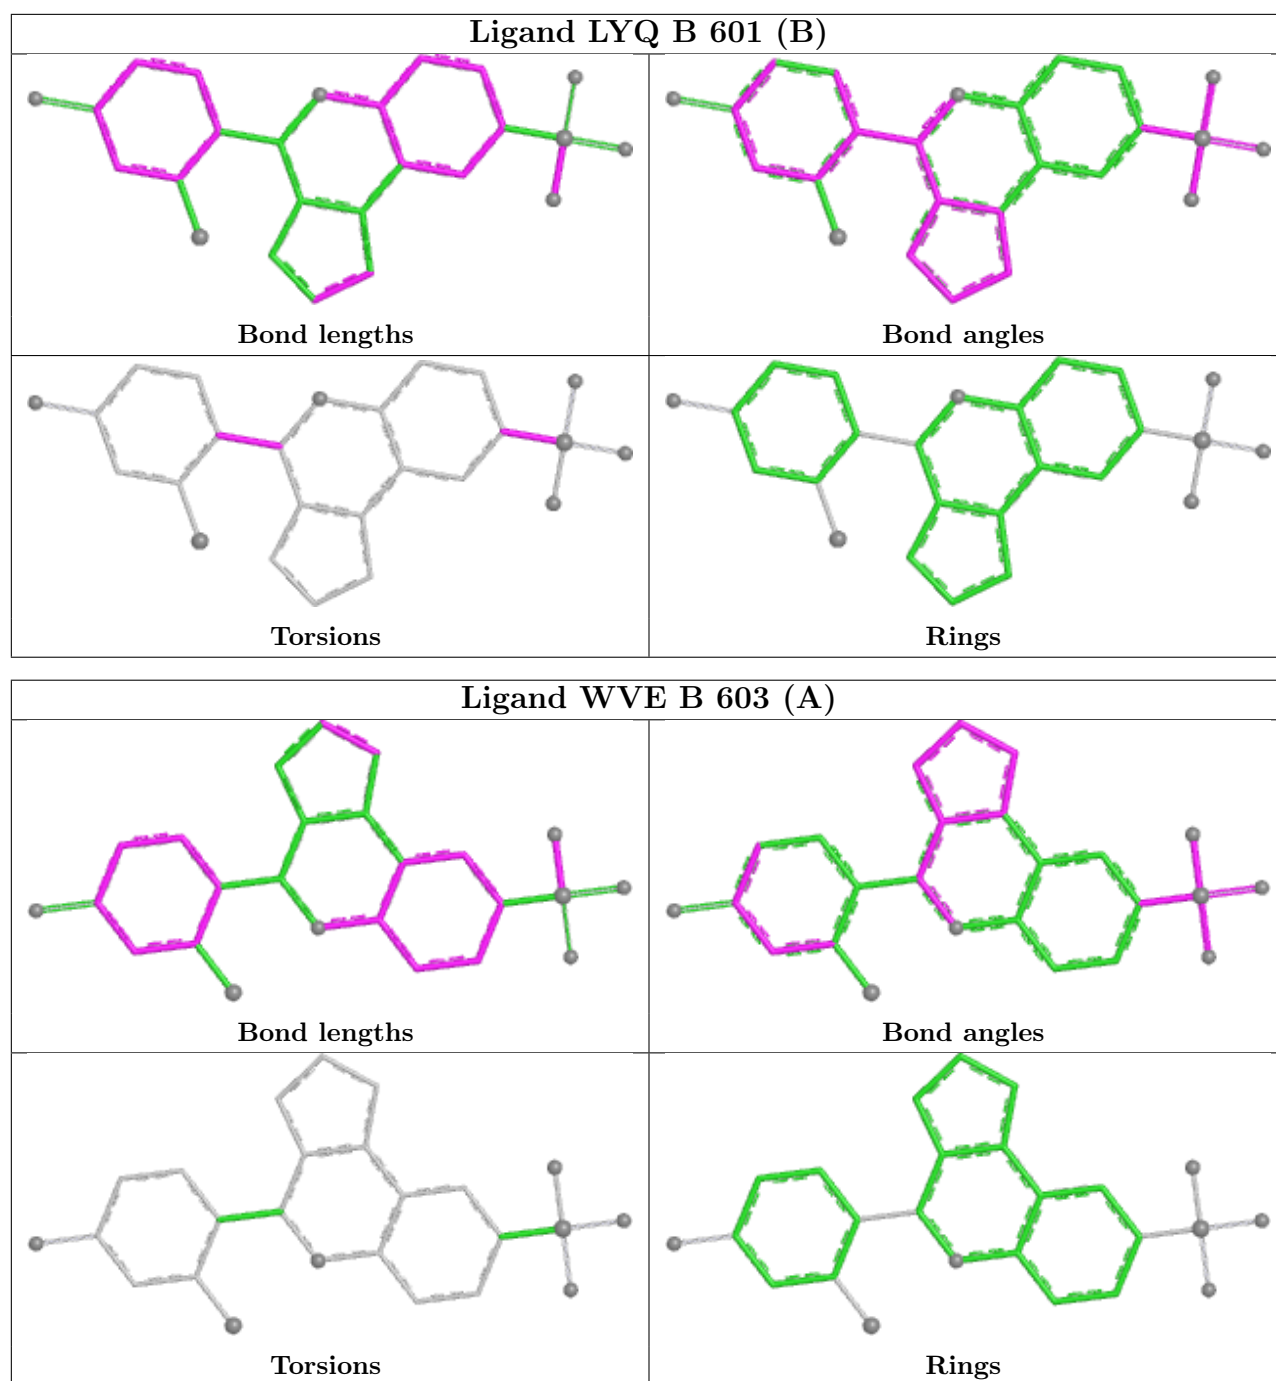 Ligand LYQ B 601 (B)
Bond lengths
Bond angles
Torsions
Rings
Ligand WVE B 603 (A)
Bond lengths
Bond angles
Torsions
Rings